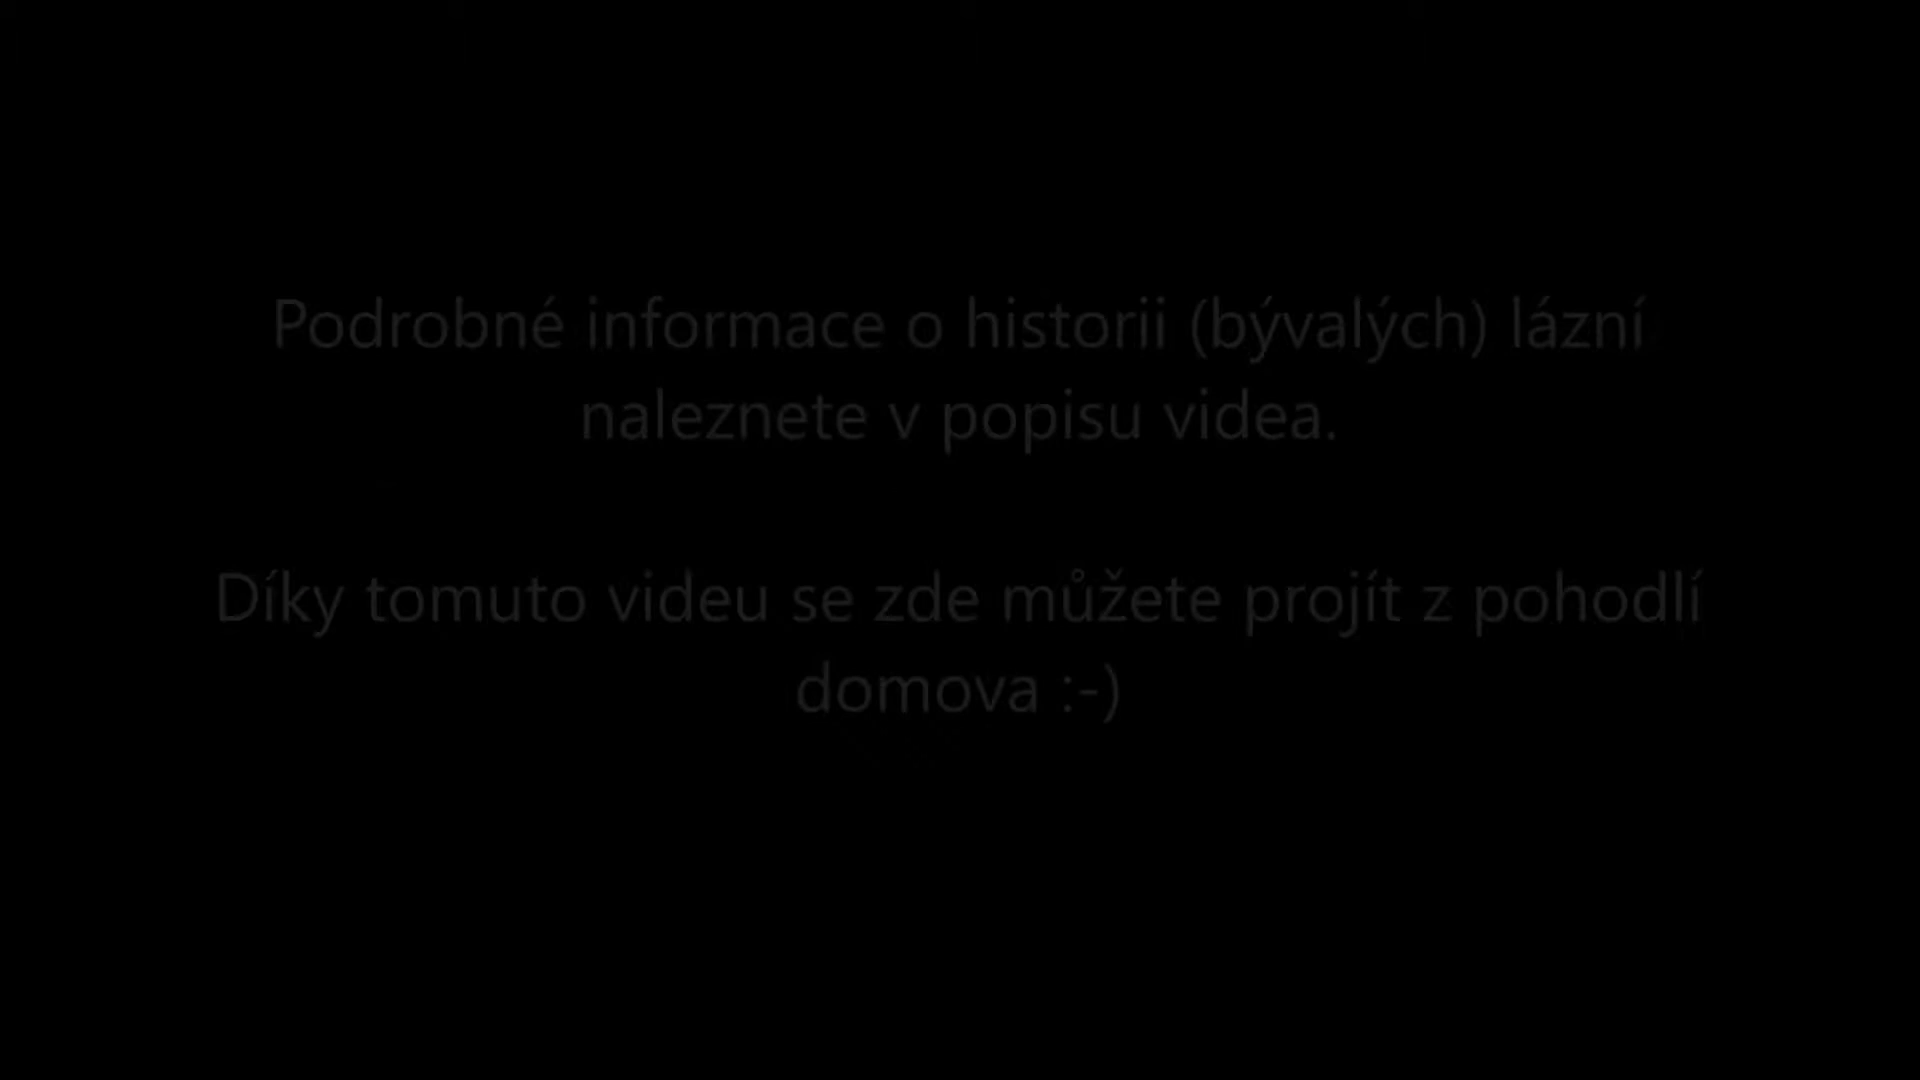 Podrobné informace o historii (bývalých) lázní
naleznete v popisu videa.
Díky tomuto videu se zde můžete projít z pohodlí
domova :-)